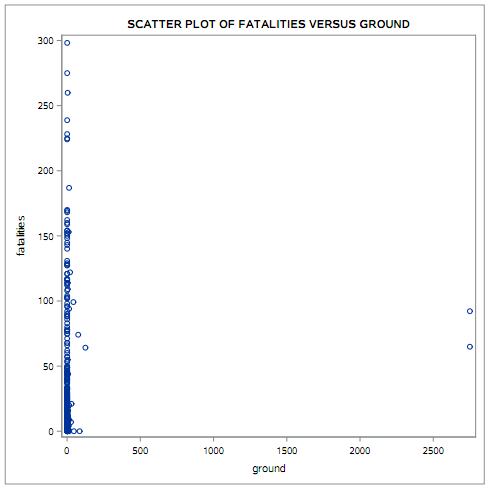 SCATTER PLOT OF FATALITIES VERSUS GROUND
300
250
200
150
100
50
0
fatalities
0 500 1000 1500 2000 2500
ground